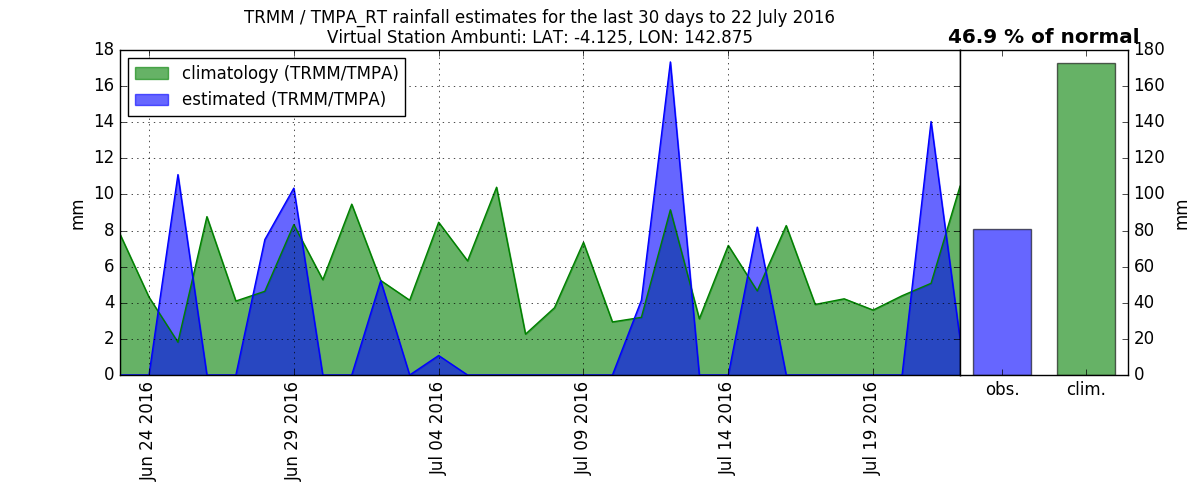 TRMM / TMPA_RT rainfall estimates for the last 30 days to 22 July 2016
Virtual Station Ambunti: LAT: -4.125, LON: 142.875
46.9 % of normal
climatology (TRMM/TMPA)
estimated (TRMM/TMPA)
18
16
14
12
10
8
6
4
2
0
mm
Jun 24 2016
Jun 29 2016
Jul 04 2016
Jul 09 2016
Jul 14 2016
Jul 19 2016
obs.
clim.
180
160
140
120
100
80
60
40
20
0
mm